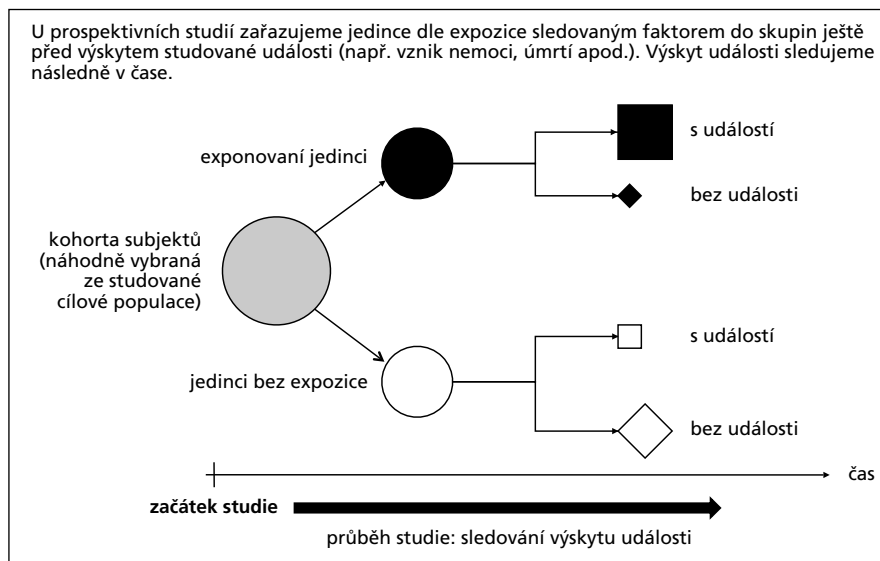 U prospektivních studií zařazujeme jedince dle expozice sledovaným faktorem do skupin ještě
před výskytem studované události (např. vznik nemoci, úmrtí apod.). Výskyt události sledujeme
následně v čase.
exponovaní jedinci
s událostí
bez události
kohorta subjektů
(náhodně vybraná
ze studované
cílové populace)
jedinci bez expozice
s událostí
bez události
čas
začátek studie
průběh studie: sledování výskytu události